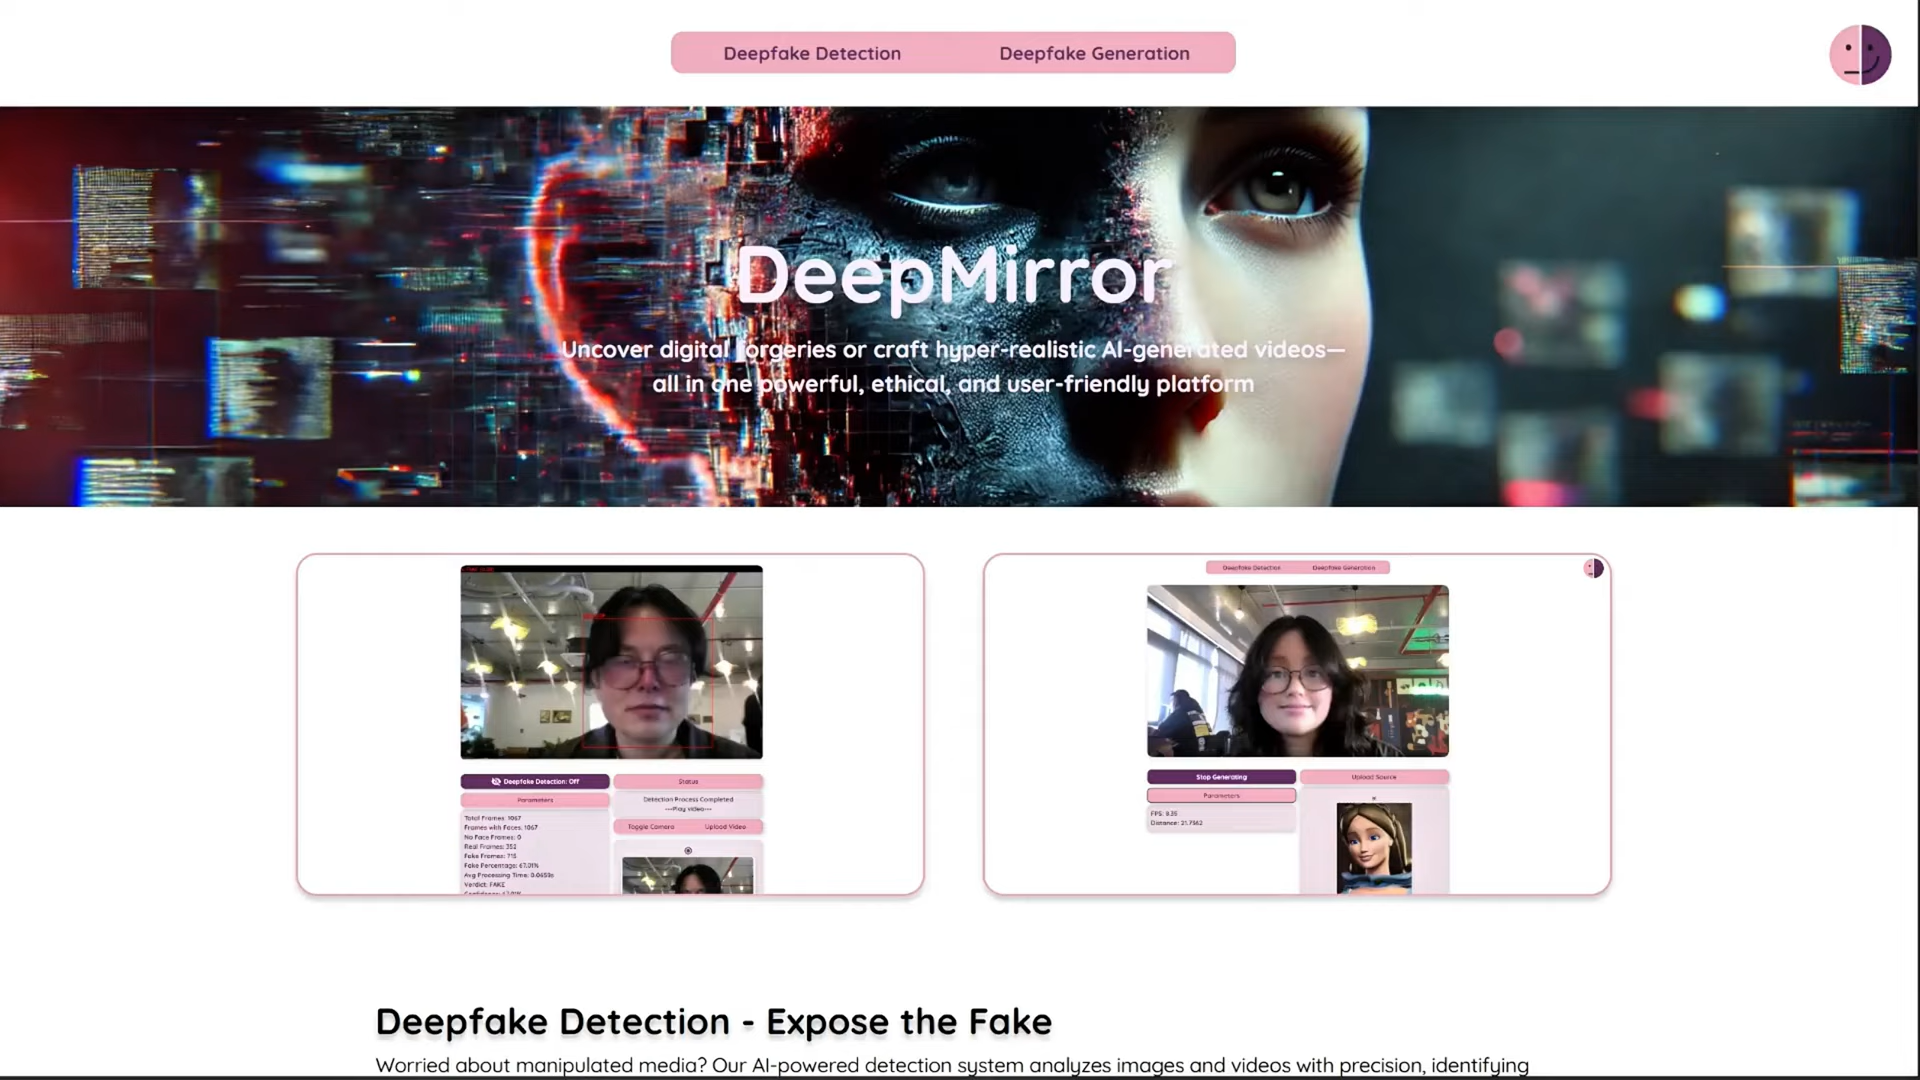 Deepfake Detection
Deepfake Generation
DeepMirror
Uncover digital forgeries or craft hyper-realistic AI-generated videos—
all in one powerful, ethical, and user-friendly platform
Deepfake Detection: Off
Status
Parameters
Detection Process Completed
---Play Video---
Total Frames: 1067
Frames with Faces: 1067
No Face Frames: 0
Real Frames: 352
Fake Frames: 715
Fake Percentage: 67.01%
Avg Processing Time: 0.0650s
Verdict: FAKE
Toggle Camera
Upload Video
Deepfake Detection
Deepfake Generation
Stop Generating
Upload Source
Parameters
FPS: 9.35
Distance: 21.7562
Deepfake Detection - Expose the Fake
Worried about manipulated media? Our AI-powered detection system analyzes images and videos with precision, identifying